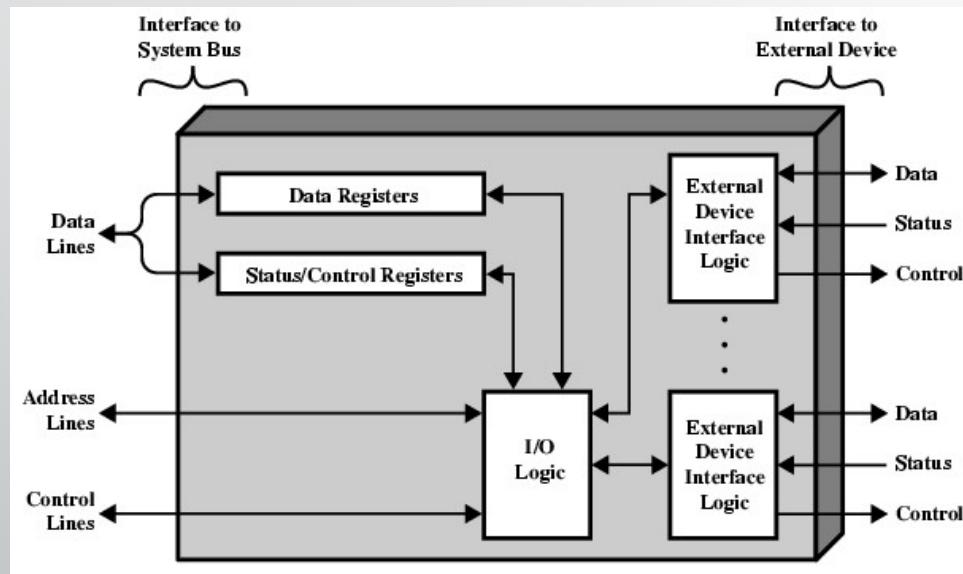 Interface to
System Bus
Interface to
External Device
Data Registers
Data
Lines
Status/Control Registers
External
Device
Interface
Logic
Data
Status
Control
Address
Lines
I/O
Logic
External
Device
Interface
Logic
Data
Status
Control
Control
Lines